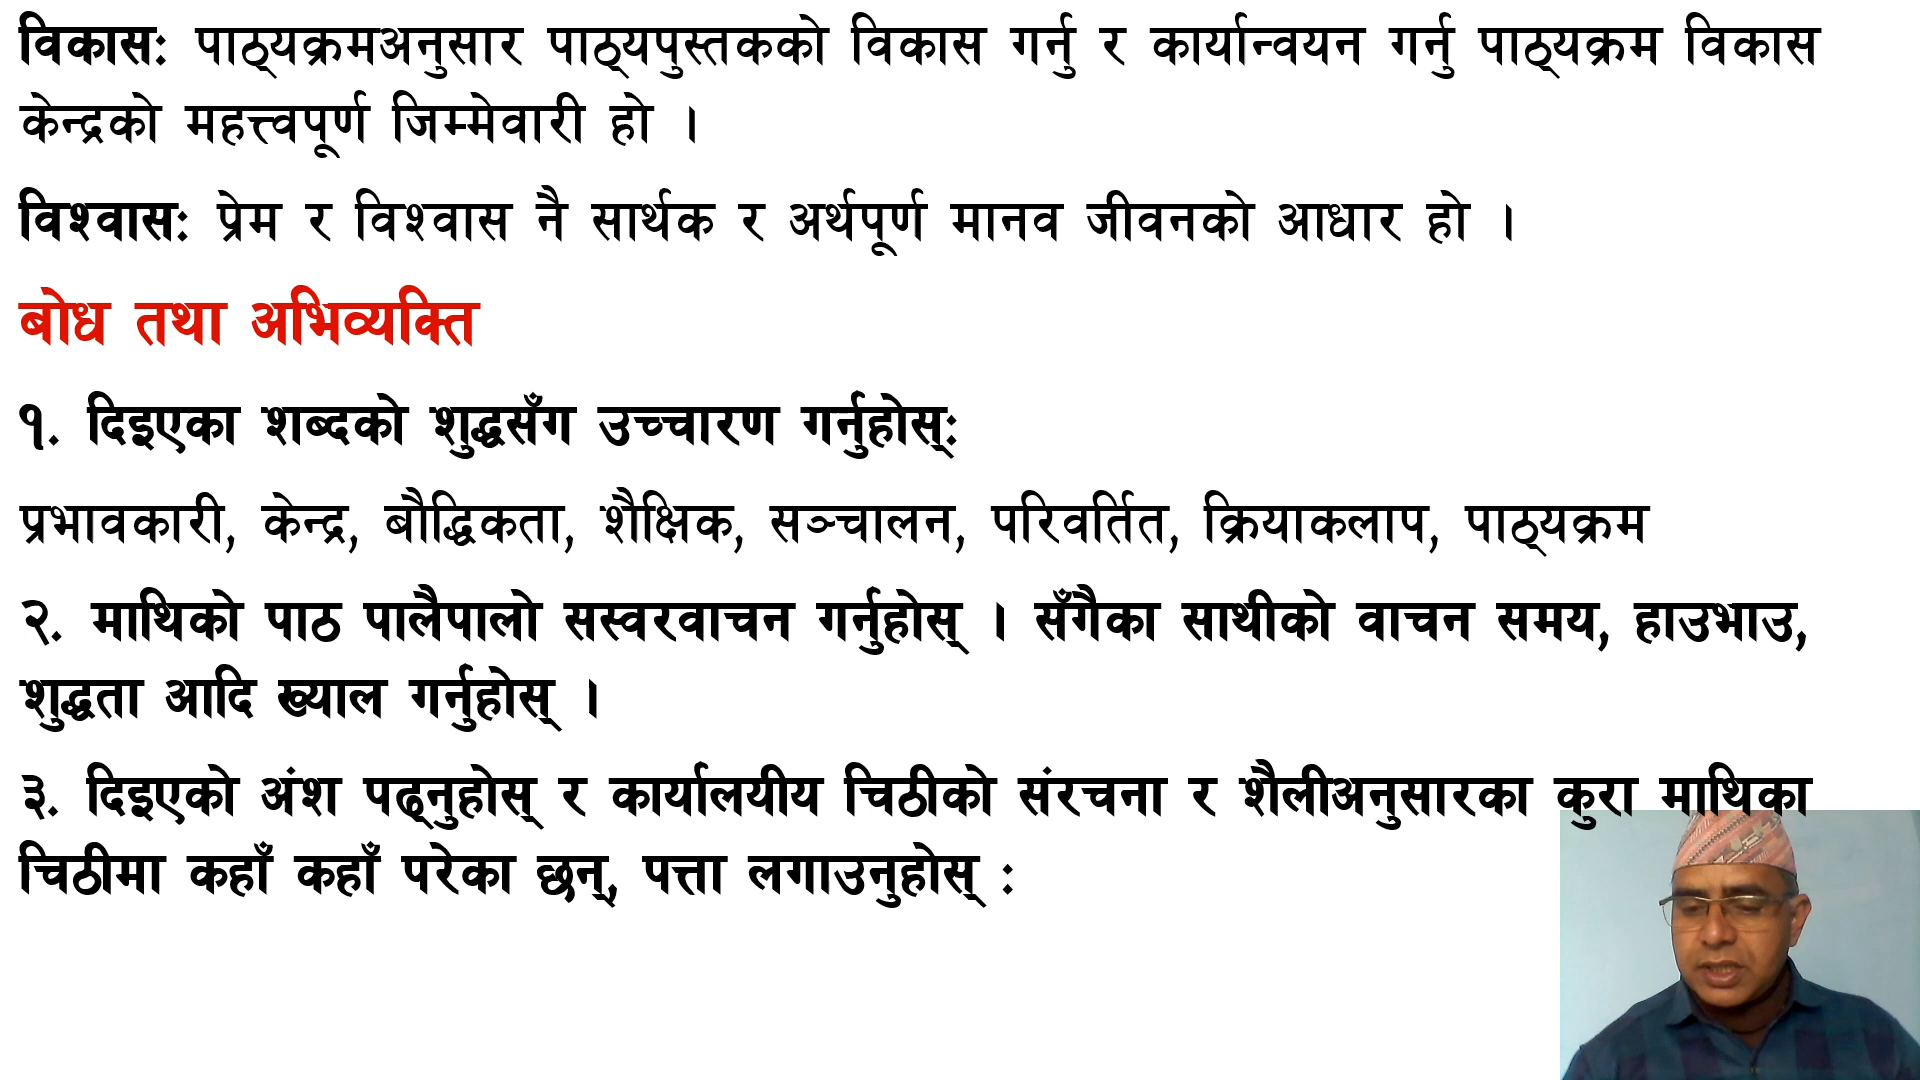 विकासः पाठ्यक्रमअनुसार पाठ्यपुस्तकको विकास गर्नु र कार्यान्वयन गर्नु पाठ्यक्रम विकास
केन्द्रको महत्त्वपूर्ण जिम्मेवारी हो ।
विश्वासः प्रेम र विश्वास नै सार्थक र अर्थपूर्ण मानव जीवनको आधार हो ।
बोध तथा अभिव्यक्ति
१. दिइएका शब्दको शुद्धसँग उच्चारण गर्नुहोस्ः
प्रभावकारी, केन्द्र, बौद्धिकता, शैक्षिक, सञ्चालन, परिवर्तित, क्रियाकलाप, पाठ्यक्रम
२. माथिको पाठ पालैपालो सस्वरवाचन गर्नुहोस् । सँगैका साथीको वाचन समय, हाउभाउ,
शुद्धता आदि ख्याल गर्नुहोस् ।
३. दिइएको अंश पढ्नुहोस् र कार्यालयीय चिठीको संरचना र शैलीअनुसारका कुरा माथिका
चिठीमा कहाँ कहाँ परेका छन्, पत्ता लगाउनुहोस् :